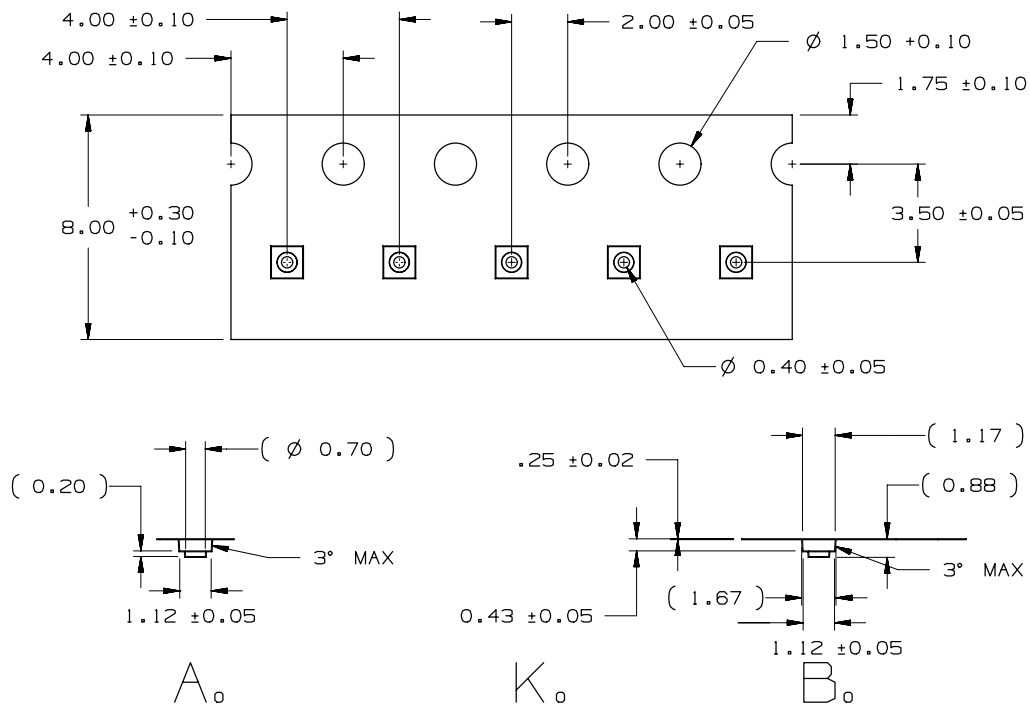 4.00 ±0.10
2.00 ±0.05
Ø 1.50 +0.10
4.00 ±0.10
1.75 ±0.10
8.00 +0.30 -0.10
3.50 ±0.05
Ø 0.40 ±0.05
( Ø 0.70 )
( 1.17 )
.25 ±0.02
( 0.20 )
( 0.88 )
3° MAX
3° MAX
( 1.67 )
1.12 ±0.05
0.43 ±0.05
1.12 ±0.05
A₀
K₀
B₀